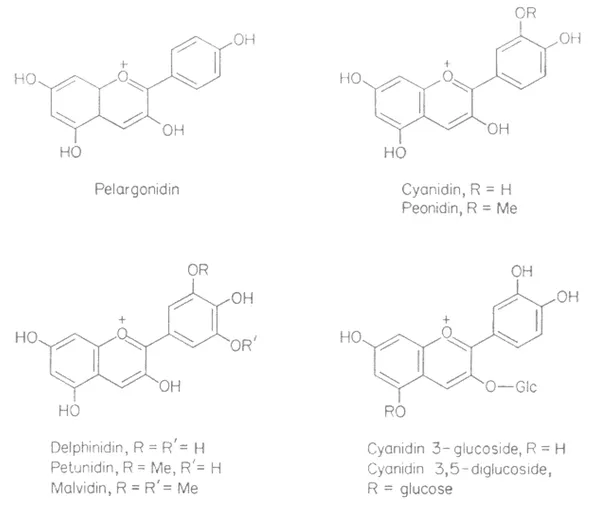 OH
HO
+
O
OH
HO
Pelargonidin
OR
OH
HO
+
O
OH
HO
Cyanidin, R = H
Peonidin, R = Me
OR
OH
HO
+
O
OR'
OH
HO
Delphinidin, R = R' = H
Petunidin, R = Me, R' = H
Malvidin, R = R' = Me
OH
OH
HO
+
O
O—Glc
RO
Cyanidin 3-glucoside, R = H
Cyanidin 3,5-diglucoside,
R = glucose